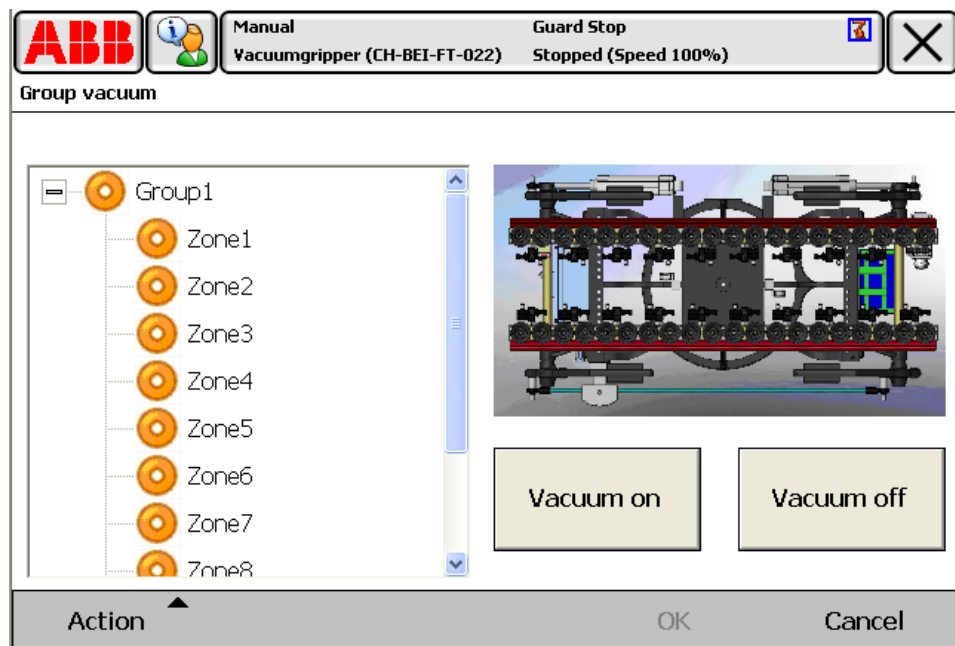 ABB
Manual
Guard Stop
Vacuumgripper (CH-BEI-FT-022)
Stopped (Speed 100%)
Group vacuum
Group1
Zone1
Zone2
Zone3
Zone4
Zone5
Zone6
Zone7
Zone8
Vacuum on
Vacuum off
Action
OK
Cancel